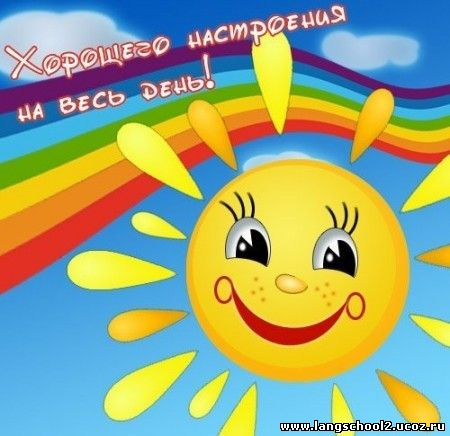 Хорошего настроения
на весь день!
www.langschool2.ucoz.ru